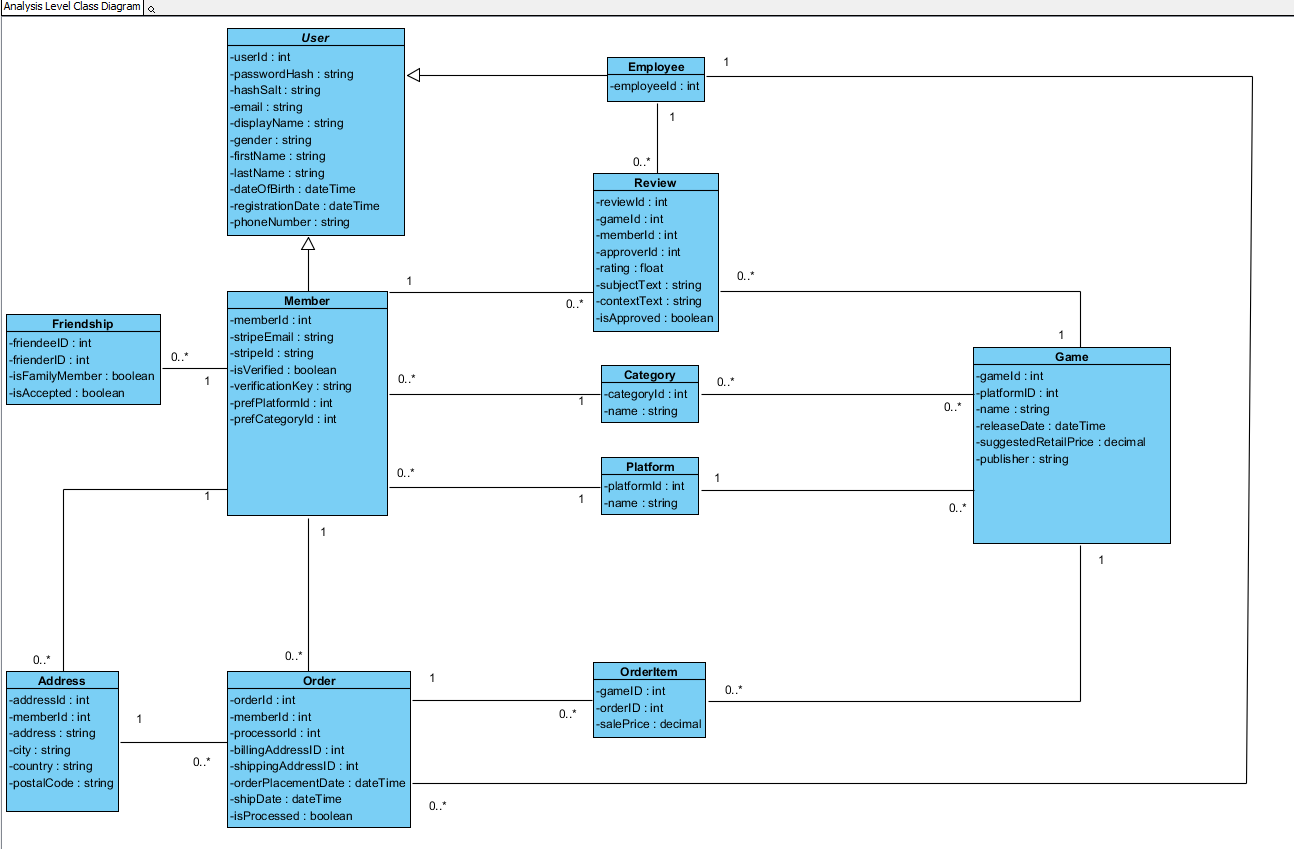 Analysis Level Class Diagram
User
-userId : int
-passwordHash : string
-hashSalt : string
-email : string
-displayName : string
-gender : string
-firstName : string
-lastName : string
-dateOfBirth : dateTime
-registrationDate : dateTime
-phoneNumber : string
Employee
-employeeId : int
1
1
0..*
Review
-reviewId : int
-gameId : int
-memberId : int
-approverId : int
-rating : float
-subjectText : string
-contextText : string
-isApproved : boolean
1
0..*
0..*
1
Member
-memberId : int
-stripeEmail : string
-stripeId : string
-isVerified : boolean
-verificationKey : string
-prefPlatformId : int
-prefCategoryId : int
Friendship
-friendeeID : int
-frienderID : int
-isFamilyMember : boolean
-isAccepted : boolean
0..*
1
0..*
1
Category
-categoryId : int
-name : string
0..*
0..*
Game
-gameId : int
-platformID : int
-name : string
-releaseDate : dateTime
-suggestedRetailPrice : decimal
-publisher : string
0..*
1
Platform
-platformId : int
-name : string
1
0..*
1
1
1
0..*
0..*
Address
-addressId : int
-memberId : int
-address : string
-city : string
-country : string
-postalCode : string
1
0..*
Order
-orderId : int
-memberId : int
-processorId : int
-billingAddressID : int
-shippingAddressID : int
-orderPlacementDate : dateTime
-shipDate : dateTime
-isProcessed : boolean
1
0..*
OrderItem
-gameID : int
-orderID : int
-salePrice : decimal
0..*
0..*